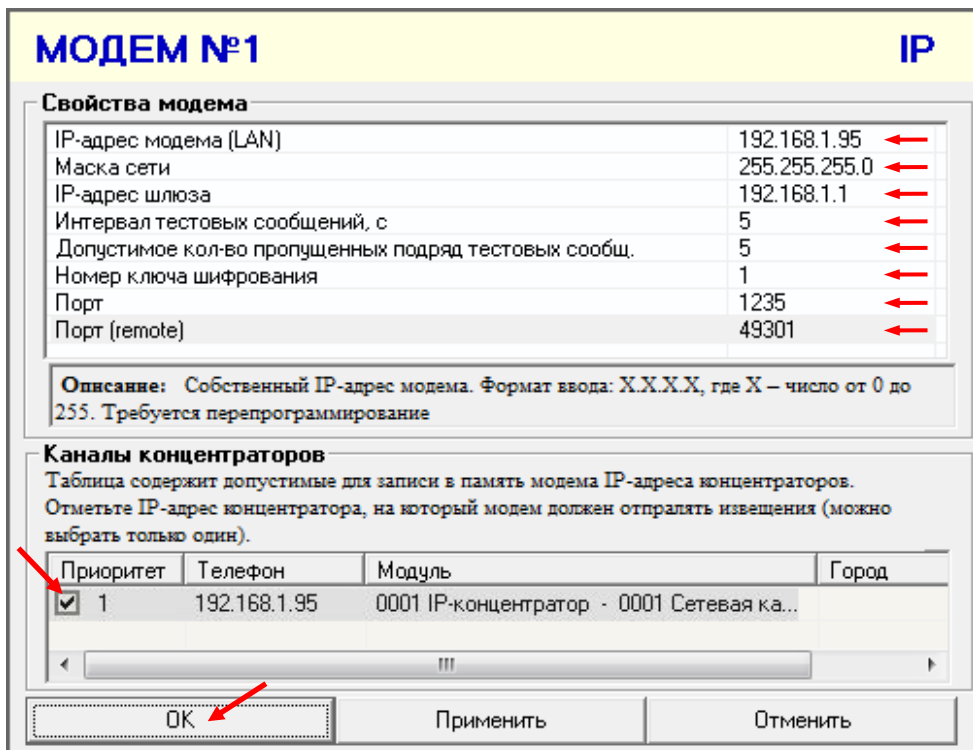 МОДЕМ №1 IP
Свойства модема
IP-адрес модема (LAN) 192.168.1.95
Маска сети 255.255.255.0
IP-адрес шлюза 192.168.1.1
Интервал тестовых сообщений, с 5
Допустимое кол-во пропущенных подряд тестовых сообщ. 5
Номер ключа шифрования 1
Порт 1235
Порт (remote) 49301
Описание: Собственный IP-адрес модема. Формат ввода: X.X.X.X, где X – число от 0 до
255. Требуется перепрограммирование
Каналы концентраторов
Таблица содержит допустимые для записи в память модема IP-адреса концентраторов.
Отметьте IP-адрес концентратора, на который модем должен отпралять извещения (можно
выбрать только один).
Приоритет Телефон Модуль Город
1 192.168.1.95 0001 IP-концентратор - 0001 Сетевая ка...
OK Применить Отменить